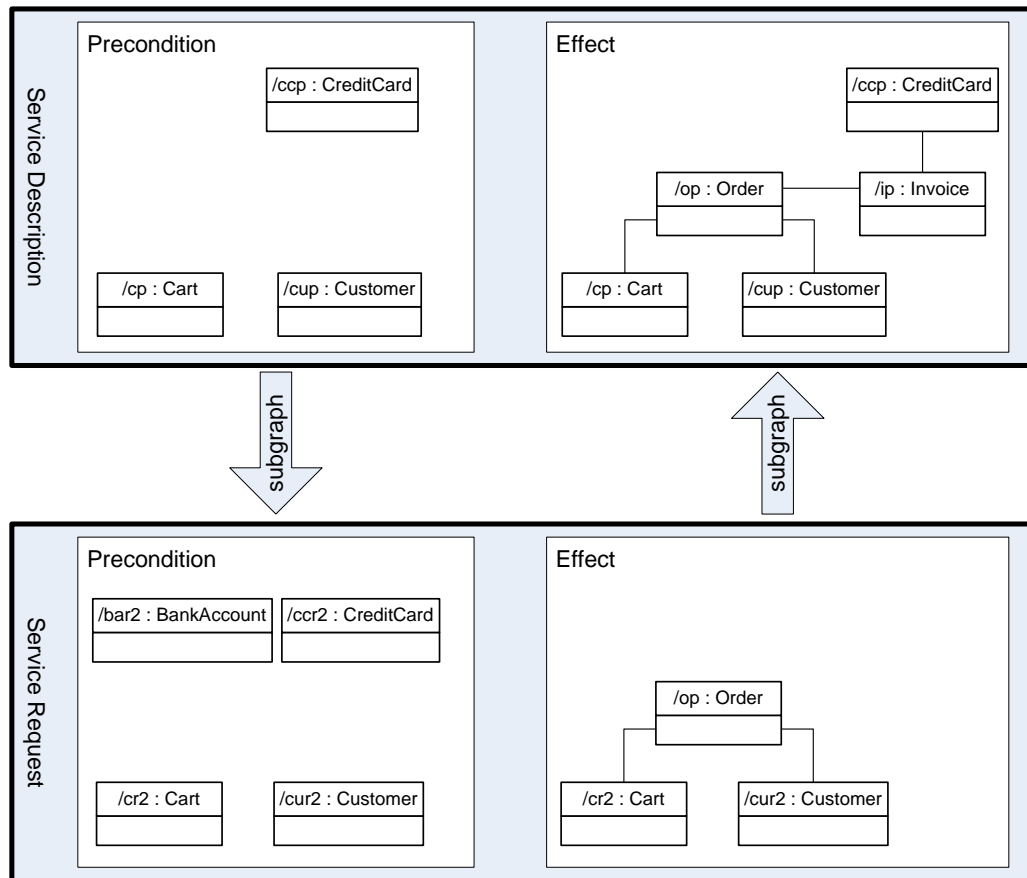 Service Description
Precondition
/ccp : CreditCard
/cp : Cart
/cup : Customer
Effect
/ccp : CreditCard
/op : Order
/ip : Invoice
/cp : Cart
/cup : Customer
subgraph
subgraph
Service Request
Precondition
/bar2 : BankAccount
/ccr2 : CreditCard
/cr2 : Cart
/cur2 : Customer
Effect
/op : Order
/cr2 : Cart
/cur2 : Customer